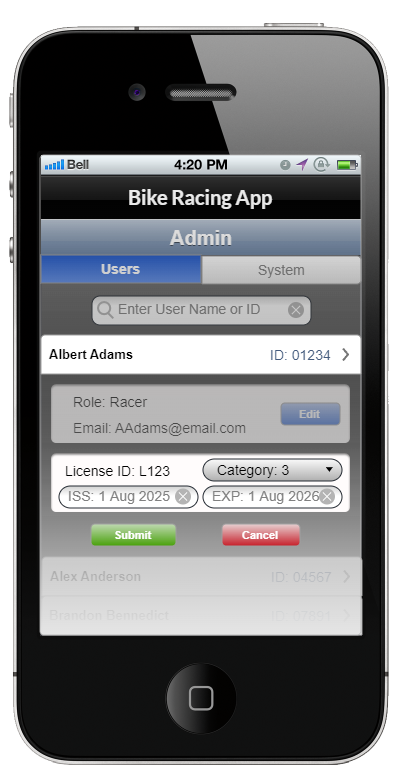 Bell 4:20 PM
Bike Racing App
Admin
Users System
Enter User Name or ID
Albert Adams ID: 01234
Role: Racer
Email: AAdams@email.com
Edit
License ID: L123 Category: 3
ISS: 1 Aug 2025 EXP: 1 Aug 2026
Submit Cancel
Alex Anderson ID: 04567
Brandon Bennedict ID: 07891